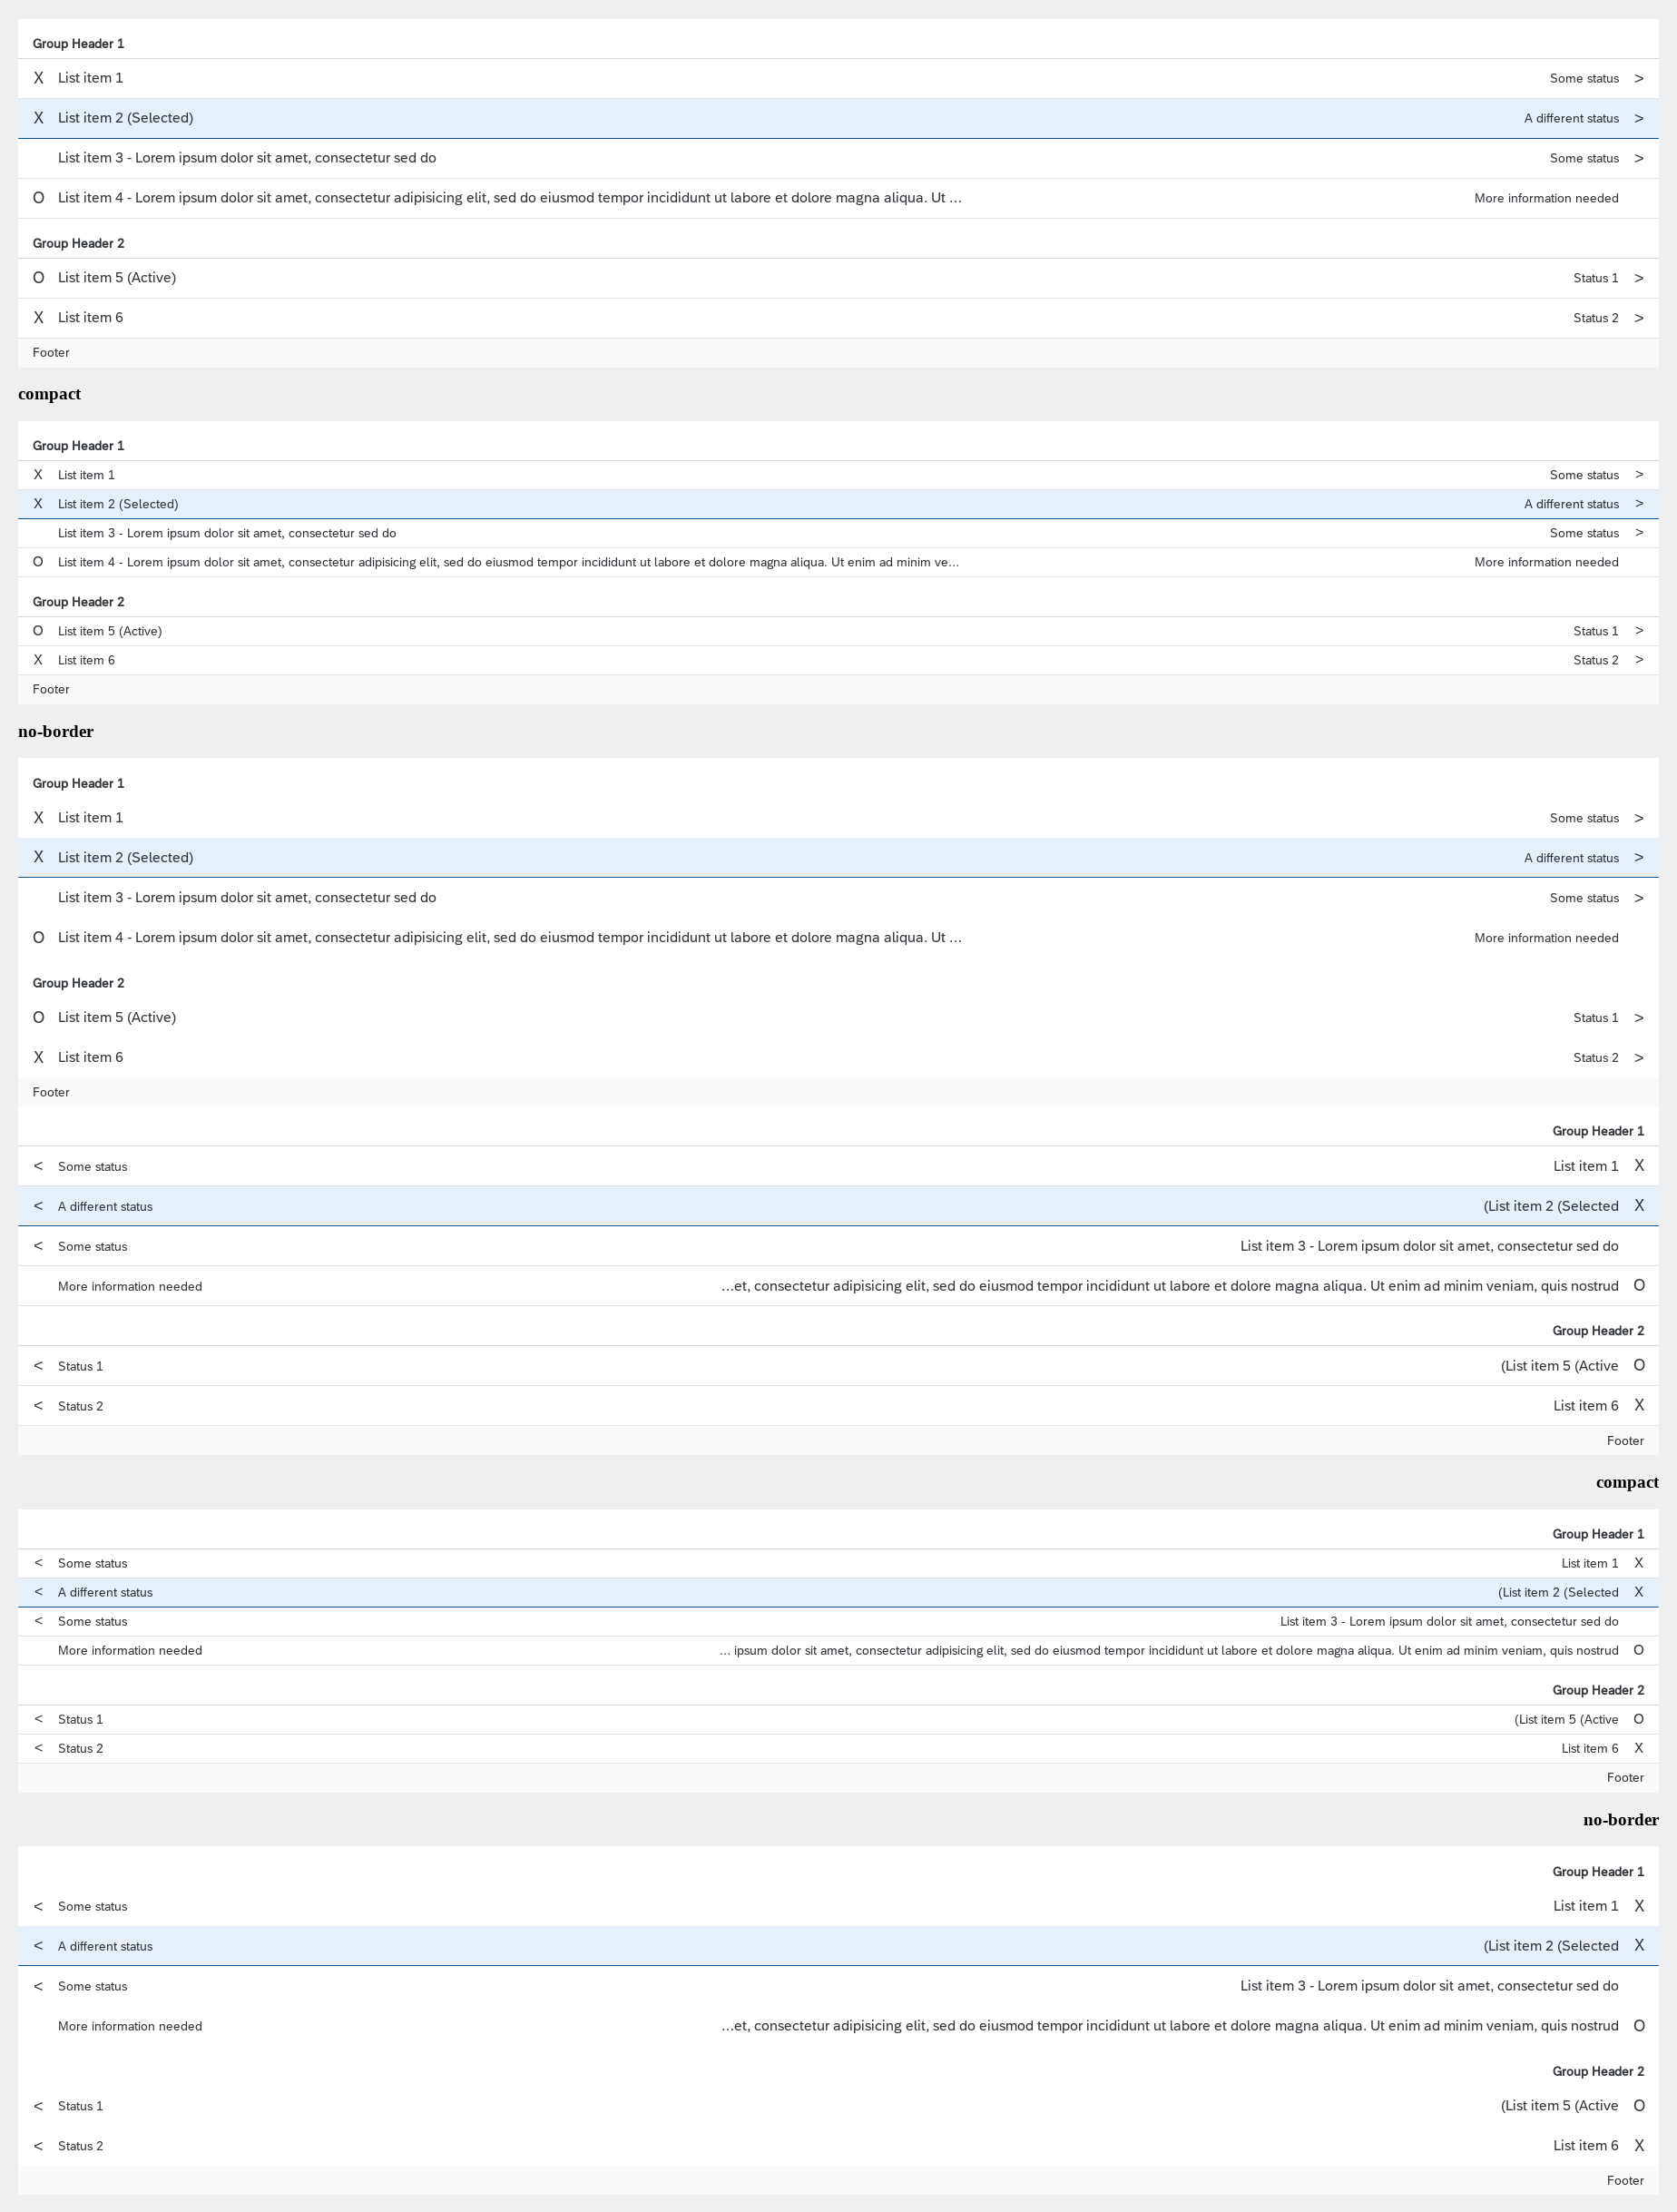 Group Header 1
X List item 1 Some status >
X List item 2 (Selected) A different status >
List item 3 - Lorem ipsum dolor sit amet, consectetur sed do Some status >
O List item 4 - Lorem ipsum dolor sit amet, consectetur adipisicing elit, sed do eiusmod tempor incididunt ut labore et dolore magna aliqua. Ut ... More information needed
Group Header 2
O List item 5 (Active) Status 1 >
X List item 6 Status 2 >
Footer
compact
Group Header 1
X List item 1 Some status >
X List item 2 (Selected) A different status >
List item 3 - Lorem ipsum dolor sit amet, consectetur sed do Some status >
O List item 4 - Lorem ipsum dolor sit amet, consectetur adipisicing elit, sed do eiusmod tempor incididunt ut labore et dolore magna aliqua. Ut enim ad minim ve... More information needed
Group Header 2
O List item 5 (Active) Status 1 >
X List item 6 Status 2 >
Footer
no-border
Group Header 1
X List item 1 Some status >
X List item 2 (Selected) A different status >
List item 3 - Lorem ipsum dolor sit amet, consectetur sed do Some status >
O List item 4 - Lorem ipsum dolor sit amet, consectetur adipisicing elit, sed do eiusmod tempor incididunt ut labore et dolore magna aliqua. Ut ... More information needed
Group Header 2
O List item 5 (Active) Status 1 >
X List item 6 Status 2 >
Footer
Group Header 1
< Some status List item 1 X
< A different status (List item 2 (Selected X
< Some status List item 3 - Lorem ipsum dolor sit amet, consectetur sed do
More information needed ...et, consectetur adipisicing elit, sed do eiusmod tempor incididunt ut labore et dolore magna aliqua. Ut enim ad minim veniam, quis nostrud O
Group Header 2
< Status 1 (List item 5 (Active O
< Status 2 List item 6 X
Footer
compact
Group Header 1
< Some status List item 1 X
< A different status (List item 2 (Selected X
< Some status List item 3 - Lorem ipsum dolor sit amet, consectetur sed do
More information needed ... ipsum dolor sit amet, consectetur adipisicing elit, sed do eiusmod tempor incididunt ut labore et dolore magna aliqua. Ut enim ad minim veniam, quis nostrud O
Group Header 2
< Status 1 (List item 5 (Active O
< Status 2 List item 6 X
Footer
no-border
Group Header 1
< Some status List item 1 X
< A different status (List item 2 (Selected X
< Some status List item 3 - Lorem ipsum dolor sit amet, consectetur sed do
More information needed ...et, consectetur adipisicing elit, sed do eiusmod tempor incididunt ut labore et dolore magna aliqua. Ut enim ad minim veniam, quis nostrud O
Group Header 2
< Status 1 (List item 5 (Active O
< Status 2 List item 6 X
Footer